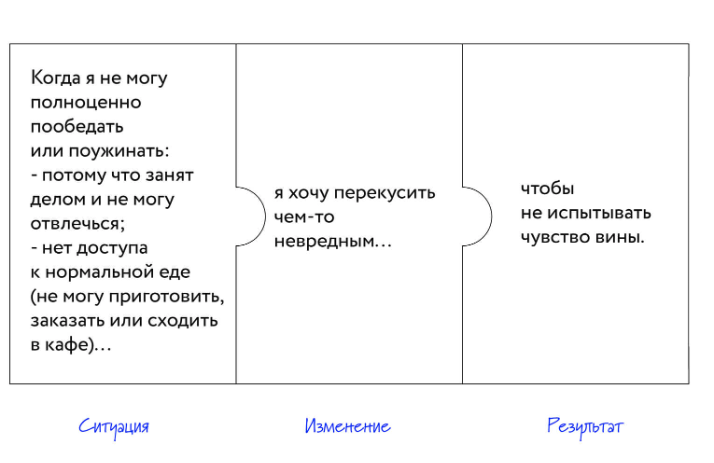 Когда я не могу
полноценно
пообедать
или поужинать:
- потому что занят
делом и не могу
отвлечься;
- нет доступа
к нормальной еде
(не могу приготовить,
заказать или сходить
в кафе)...
я хочу перекусить
чем-то
невредным...
чтобы
не испытывать
чувство вины.
Ситуация
Изменение
Результат